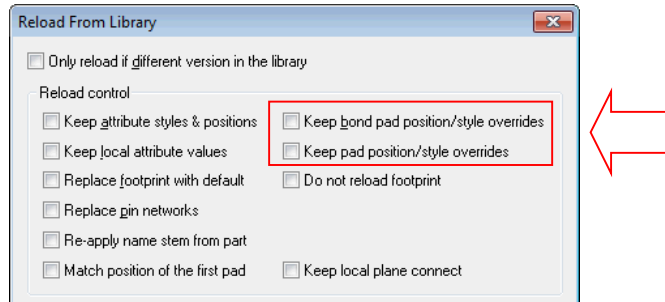 Reload From Library
Only reload if different version in the library
Reload control
Keep attribute styles & positions
Keep bond pad position/style overrides
Keep local attribute values
Keep pad position/style overrides
Replace footprint with default
Do not reload footprint
Replace pin networks
Re-apply name stem from part
Match position of the first pad
Keep local plane connect